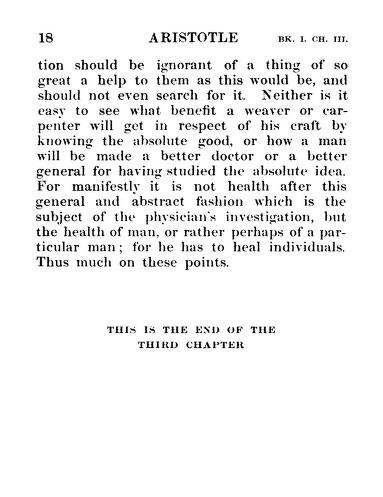 18 ARISTOTLE BK. I. CH. III.
tion should be ignorant of a thing of so
great a help to them as this would be, and
should not even search for it. Neither is it
easy to see what benefit a weaver or car-
penter will get in respect of his craft by
knowing the absolute good, or how a man
will be made a better doctor or a better
general for having studied the absolute idea.
For manifestly it is not health after this
general and abstract fashion which is the
subject of the physician's investigation, but
the health of man, or rather perhaps of a par-
ticular man; for he has to heal individuals.
Thus much on these points.
THIS IS THE END OF THE
THIRD CHAPTER